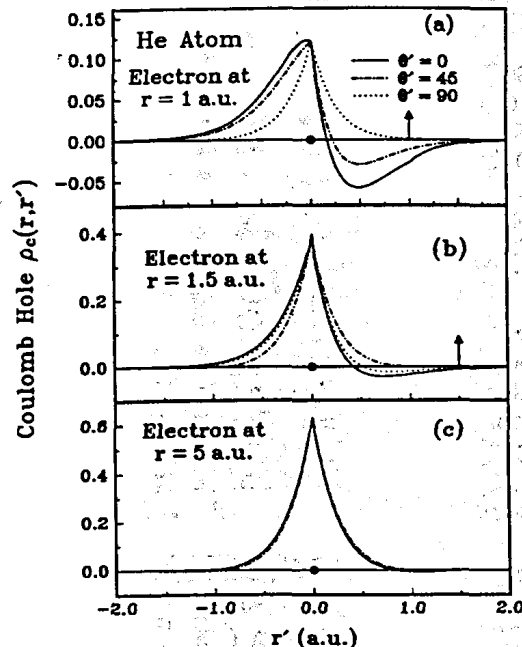 (a)
He Atom
Electron at
r = 1 a.u.
θ' = 0
θ' = 45
θ' = 90
0.15
0.10
0.05
0.00
−0.05
(b)
Electron at
r = 1.5 a.u.
0.4
0.2
0.0
(c)
Electron at
r = 5 a.u.
0.6
0.4
0.2
0.0
−2.0 −1.0 0.0 1.0 2.0
r' (a.u.)
Coulomb Hole ρc(r,r')